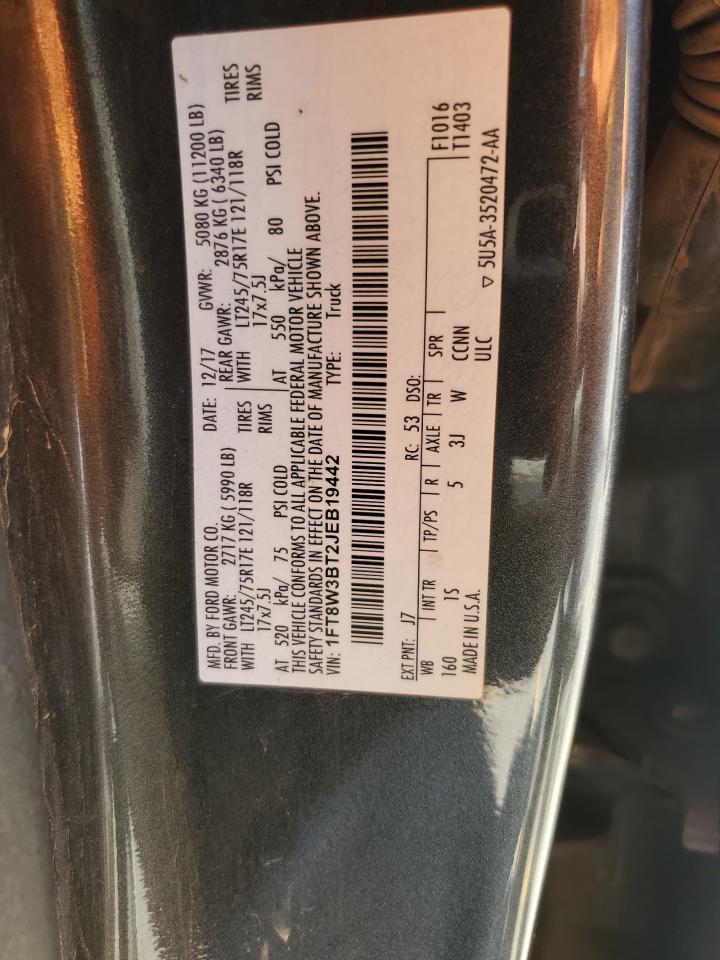 MFD. BY FORD MOTOR CO. DATE: 12/17 GVWR: 5080 KG (11200 LB)
FRONT GAWR: 2717 KG ( 5990 LB) REAR GAWR: 2876 KG ( 6340 LB)
WITH LT245/75R17E 121/118R TIRES WITH LT245/75R17E 121/118R TIRES
17x7.5J RIMS 17x7.5J RIMS
AT 520 kPa/ 75 PSI COLD AT 550 kPa/ 80 PSI COLD
THIS VEHICLE CONFORMS TO ALL APPLICABLE FEDERAL MOTOR VEHICLE
SAFETY STANDARDS IN EFFECT ON THE DATE OF MANUFACTURE SHOWN ABOVE.
VIN: 1FT8W3BT2JEB19442 TYPE: Truck
EXT PNT: J7 RC: 53 DSO: F1016
WB INT TR TP/PS R AXLE TR SPR T1403
160 1S 5 3J W CCNN
MADE IN U.S.A. ULC ▽ 5U5A-3520472-AA